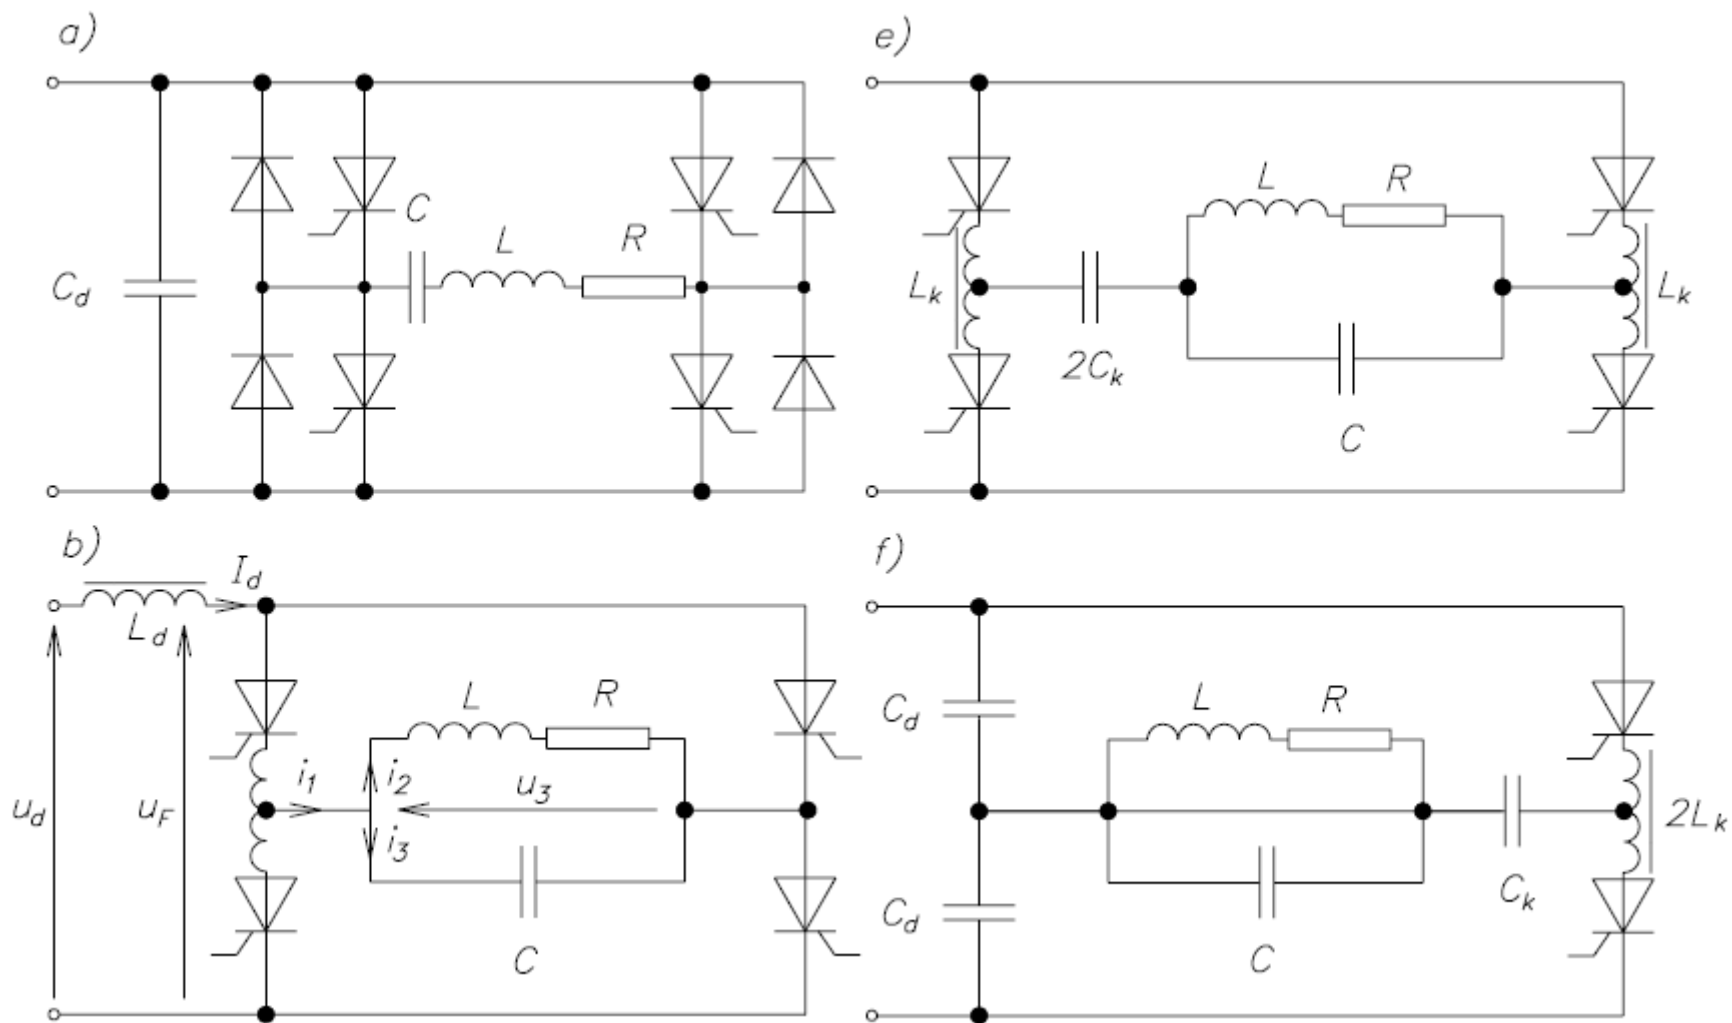 a)
C
L
R
C_d
e)
L
R
L_k
L_k
2C_k
C
b)
I_d
L_d
L
R
i_1
i_2
u_3
u_d
u_F
i_3
C
f)
C_d
L
R
2L_k
C_k
C_d
C